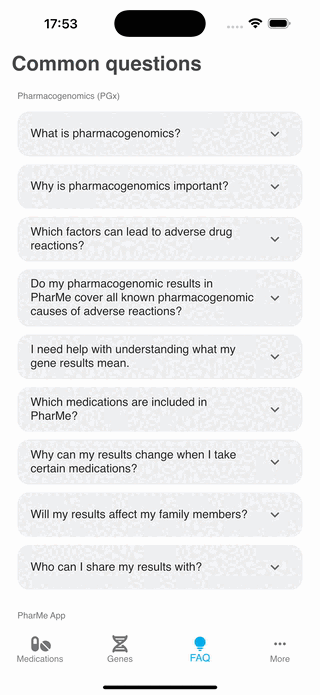 17:53
Common questions
Pharmacogenomics (PGx)
What is pharmacogenomics?
Why is pharmacogenomics important?
Which factors can lead to adverse drug
reactions?
Do my pharmacogenomic results in
PharMe cover all known pharmacogenomic
causes of adverse reactions?
I need help with understanding what my
gene results mean.
Which medications are included in
PharMe?
Why can my results change when I take
certain medications?
Will my results affect my family members?
Who can I share my results with?
PharMe App
Medications
Genes
FAQ
More